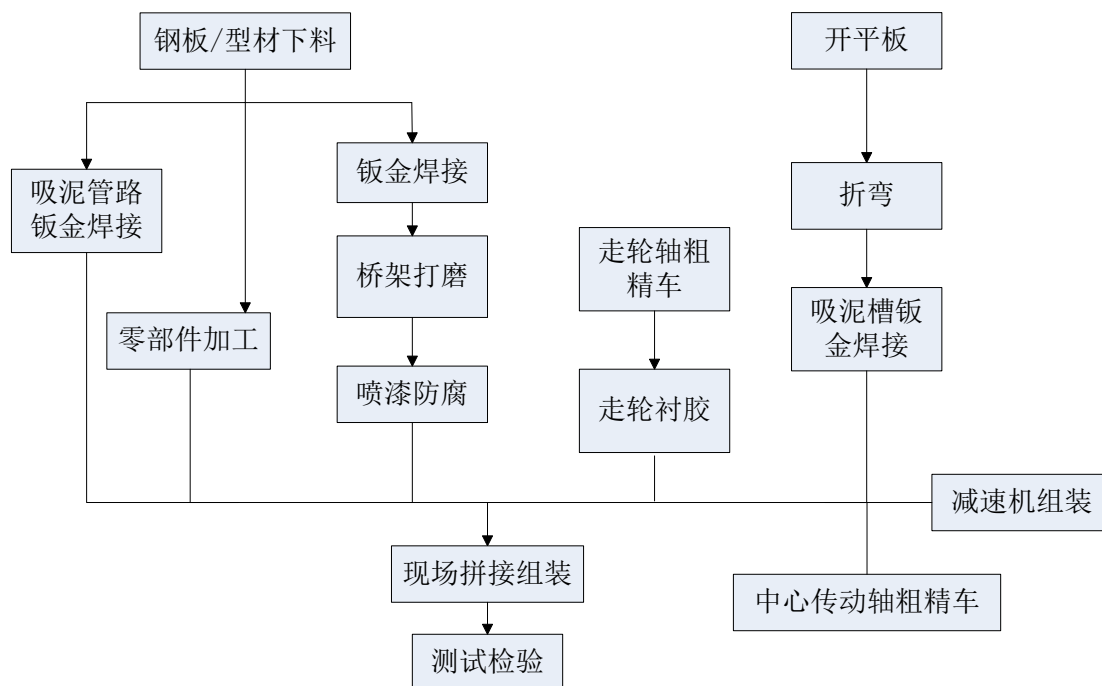 钢板/型材下料
开平板
吸泥管路
钣金焊接
钣金焊接
折弯
桥架打磨
走轮轴粗
精车
零部件加工
吸泥槽钣
金焊接
喷漆防腐
走轮衬胶
减速机组装
现场拼接组装
中心传动轴粗精车
测试检验